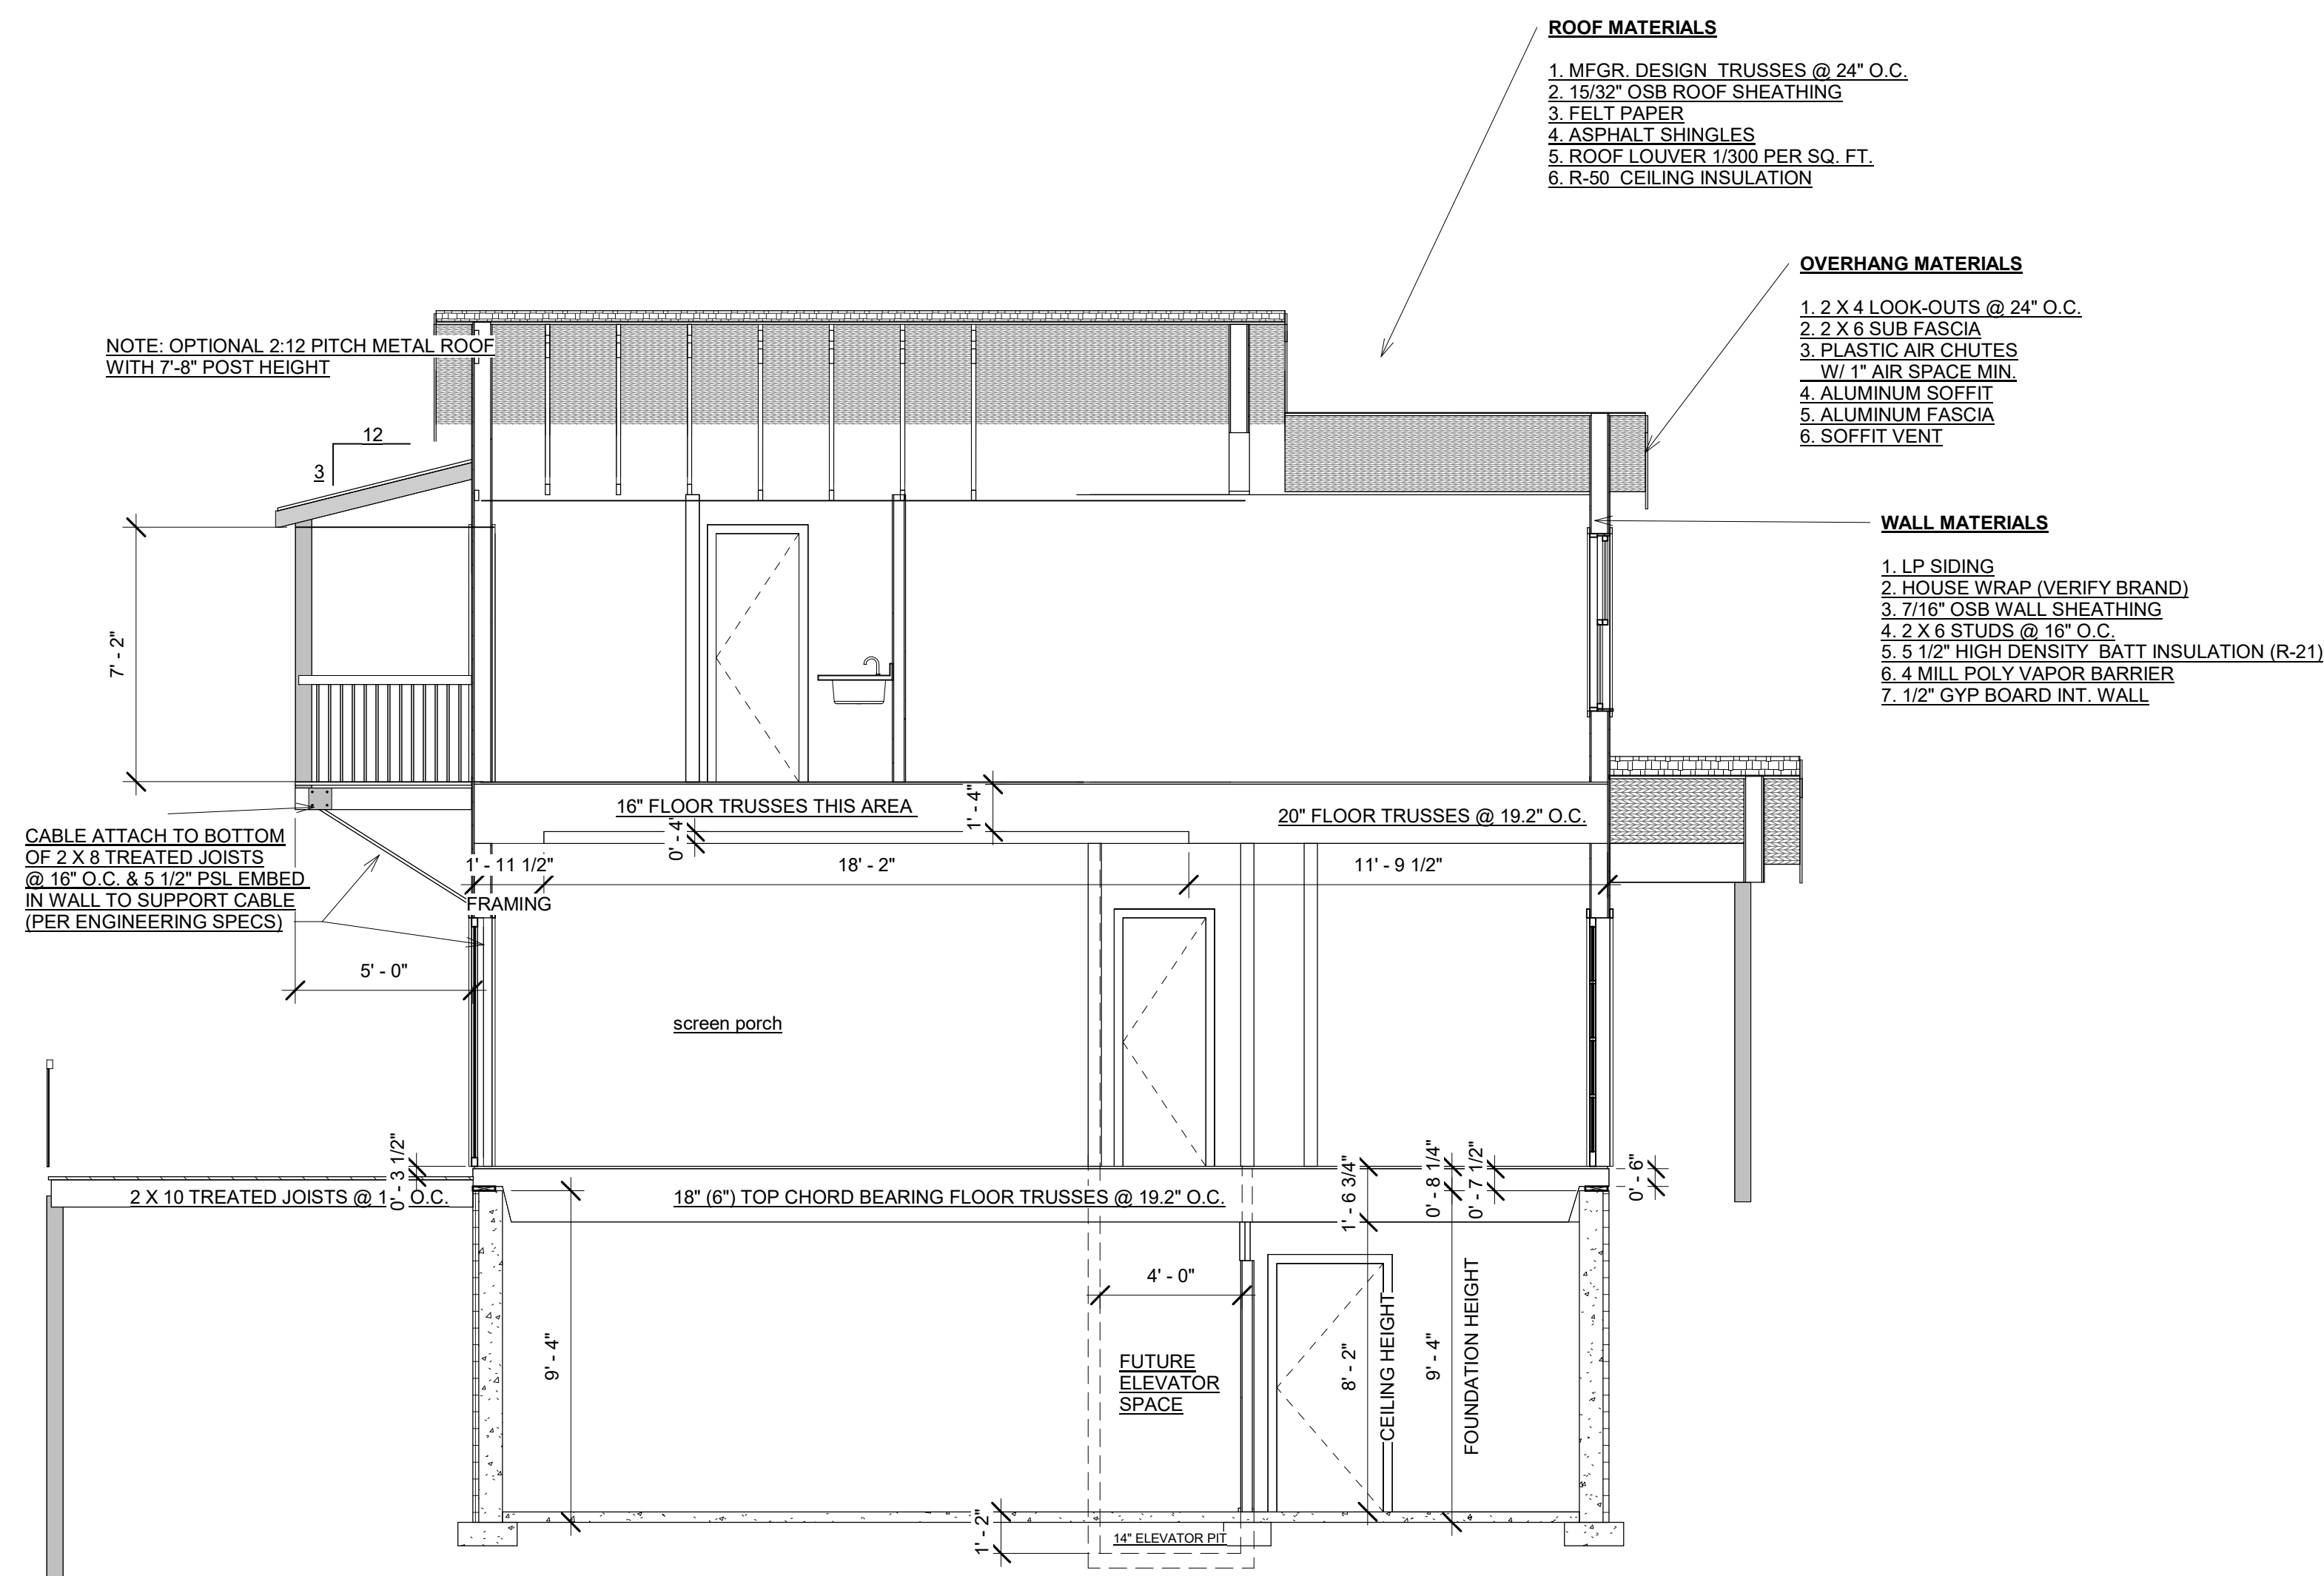 ROOF MATERIALS
1. MFGR. DESIGN TRUSSES @ 24" O.C.
2. 15/32" OSB ROOF SHEATHING
3. FELT PAPER
4. ASPHALT SHINGLES
5. ROOF LOUVER 1/300 PER SQ. FT.
6. R-50 CEILING INSULATION
OVERHANG MATERIALS
1. 2 X 4 LOOK-OUTS @ 24" O.C.
2. 2 X 6 SUB FASCIA
3. PLASTIC AIR CHUTES
W/ 1" AIR SPACE MIN.
4. ALUMINUM SOFFIT
5. ALUMINUM FASCIA
6. SOFFIT VENT
NOTE: OPTIONAL 2:12 PITCH METAL ROOF
WITH 7'-8" POST HEIGHT
12
3
WALL MATERIALS
1. LP SIDING
2. HOUSE WRAP (VERIFY BRAND)
3. 7/16" OSB WALL SHEATHING
4. 2 X 6 STUDS @ 16" O.C.
5. 5 1/2" HIGH DENSITY BATT INSULATION (R-21)
6. 4 MILL POLY VAPOR BARRIER
7. 1/2" GYP BOARD INT. WALL
7' - 2"
16" FLOOR TRUSSES THIS AREA
1' - 4"
20" FLOOR TRUSSES @ 19.2" O.C.
0' - 4"
CABLE ATTACH TO BOTTOM
OF 2 X 8 TREATED JOISTS
@ 16" O.C. & 5 1/2" PSL EMBED
IN WALL TO SUPPORT CABLE
(PER ENGINEERING SPECS)
1' - 11 1/2"
FRAMING
18' - 2"
11' - 9 1/2"
5' - 0"
screen porch
0' - 3 1/2"
2 X 10 TREATED JOISTS @ 1 O.C.
18" (6") TOP CHORD BEARING FLOOR TRUSSES @ 19.2" O.C.
1' - 6 3/4"
0' - 8 1/4"
0' - 7 1/2"
0' - 6"
4' - 0"
9' - 4"
FUTURE
ELEVATOR
SPACE
8' - 2"
CEILING HEIGHT
9' - 4"
FOUNDATION HEIGHT
1' - 2"
14" ELEVATOR PIT